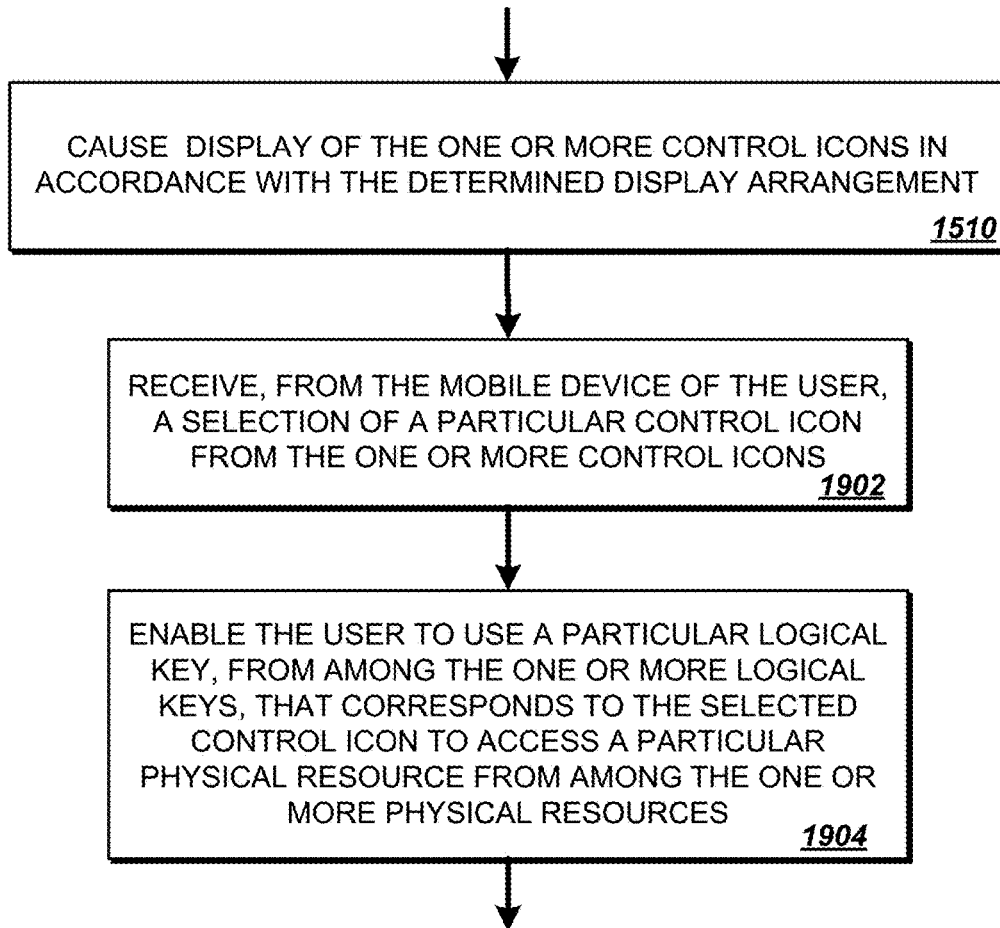 CAUSE DISPLAY OF THE ONE OR MORE CONTROL ICONS IN
ACCORDANCE WITH THE DETERMINED DISPLAY ARRANGEMENT
1510
RECEIVE, FROM THE MOBILE DEVICE OF THE USER,
A SELECTION OF A PARTICULAR CONTROL ICON
FROM THE ONE OR MORE CONTROL ICONS
1902
ENABLE THE USER TO USE A PARTICULAR LOGICAL
KEY, FROM AMONG THE ONE OR MORE LOGICAL
KEYS, THAT CORRESPONDS TO THE SELECTED
CONTROL ICON TO ACCESS A PARTICULAR
PHYSICAL RESOURCE FROM AMONG THE ONE OR
MORE PHYSICAL RESOURCES
1904